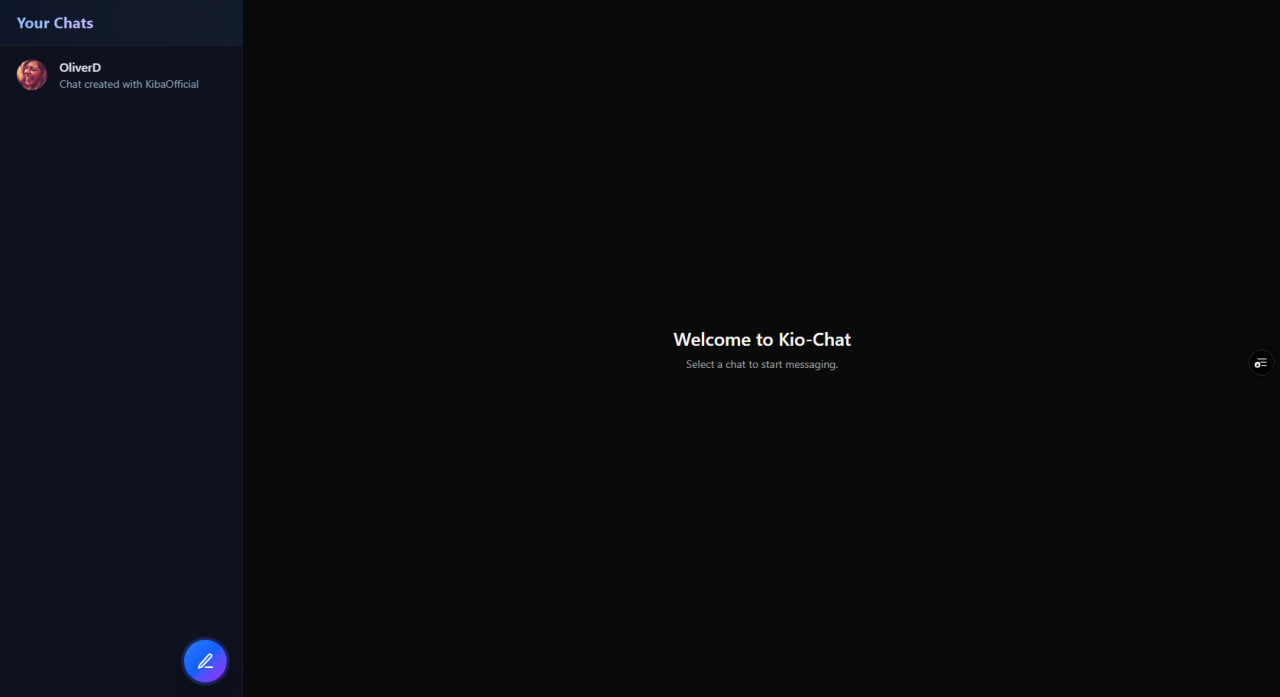 Your Chats
OliverD
Chat created with KibaOfficial
Welcome to Kio-Chat
Select a chat to start messaging.